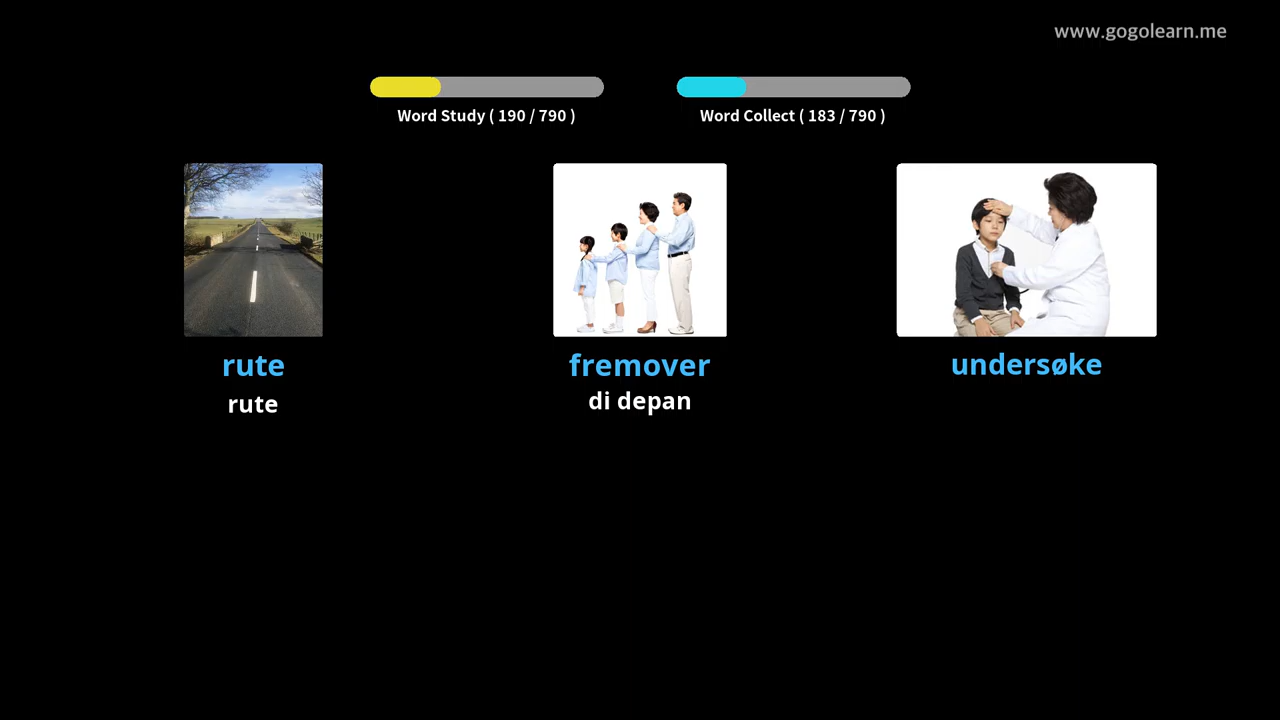 www.gogolearn.me
Word Study ( 190 / 790 )
Word Collect ( 183 / 790 )
rute
rute
fremover
di depan
undersøke